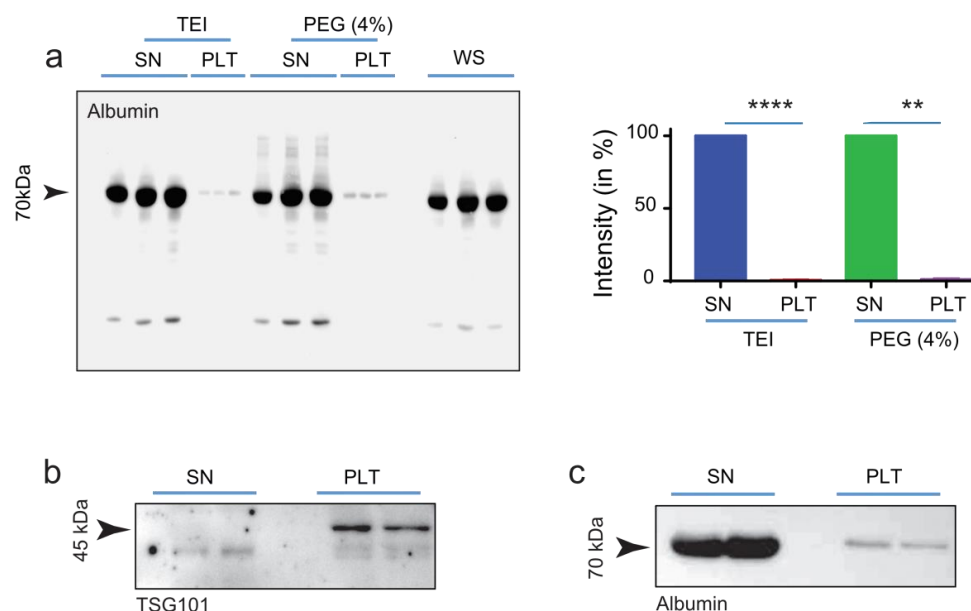 a
TEI PEG (4%)
SN PLT SN PLT WS
Albumin
70kDa
**** **
Intensity (in %)
100
50
0
SN PLT SN PLT
TEI PEG (4%)
b
SN PLT
45 kDa
TSG101
c
SN PLT
70 kDa
Albumin